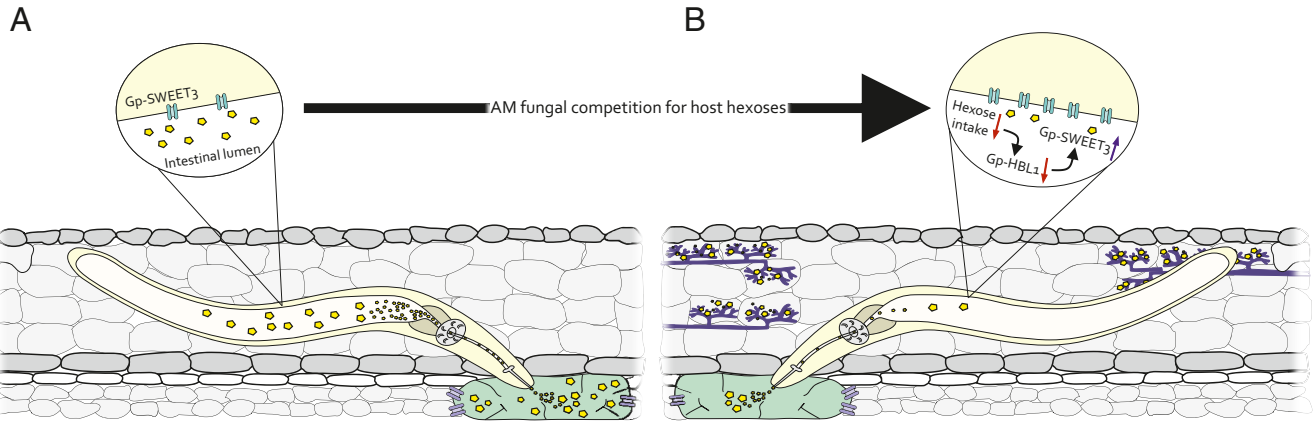 A
B
Gp-SWEET3
Intestinal lumen
AM fungal competition for host hexoses
Hexose
intake
Gp-SWEET3
Gp-HBL1